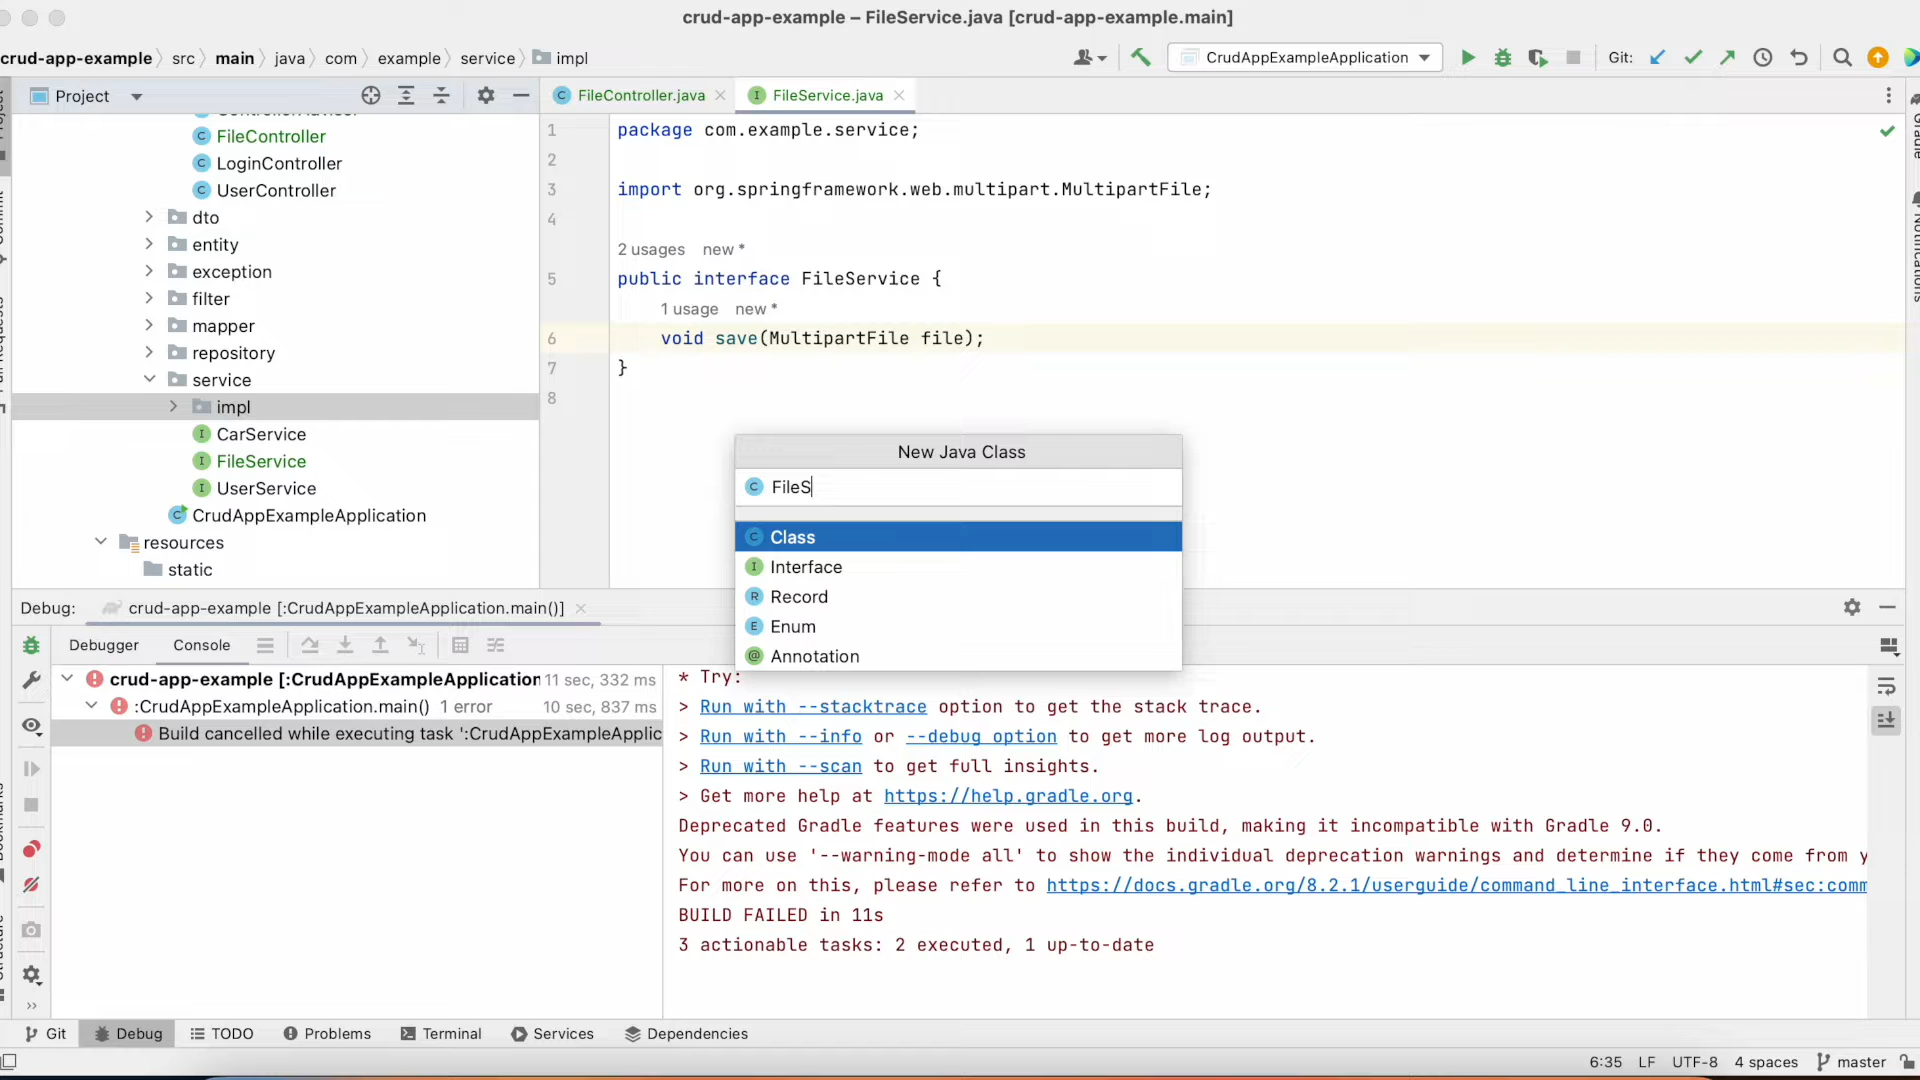 crud-app-example – FileService.java [crud-app-example.main]
crud-app-example src main java com example service impl
CrudAppExampleApplication
Git:
Project
FileController.java
FileService.java
FileController
LoginController
UserController
dto
entity
exception
filter
mapper
repository
service
impl
CarService
FileService
UserService
CrudAppExampleApplication
resources
static
1 package com.example.service;
2
3 import org.springframework.web.multipart.MultipartFile;
4
2 usages new *
5 public interface FileService {
1 usage new *
6 void save(MultipartFile file);
7 }
8
New Java Class
FileS
Class
Interface
Record
Enum
Annotation
Gradle
Notifications
Debug: crud-app-example [:CrudAppExampleApplication.main()]
Debugger Console
crud-app-example [:CrudAppExampleApplication 11 sec, 332 ms
:CrudAppExampleApplication.main() 1 error 10 sec, 837 ms
Build cancelled while executing task ':CrudAppExampleApplic
* Try:
> Run with --stacktrace option to get the stack trace.
> Run with --info or --debug option to get more log output.
> Run with --scan to get full insights.
> Get more help at https://help.gradle.org.
Deprecated Gradle features were used in this build, making it incompatible with Gradle 9.0.
You can use '--warning-mode all' to show the individual deprecation warnings and determine if they come from y
For more on this, please refer to https://docs.gradle.org/8.2.1/userguide/command_line_interface.html#sec:comm
BUILD FAILED in 11s
3 actionable tasks: 2 executed, 1 up-to-date
Git Debug TODO Problems Terminal Services Dependencies
6:35 LF UTF-8 4 spaces master